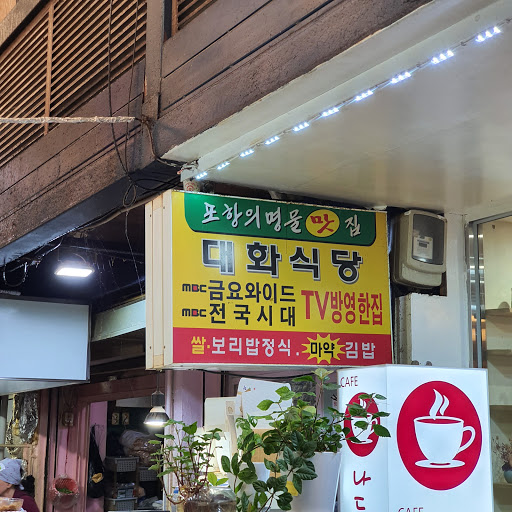 포항의명물맛집
대화식당
MBC 금요와이드
MBC 전국시대
TV방영한집
쌀·보리밥정식.마약김밥
CAFE
CAFE
나